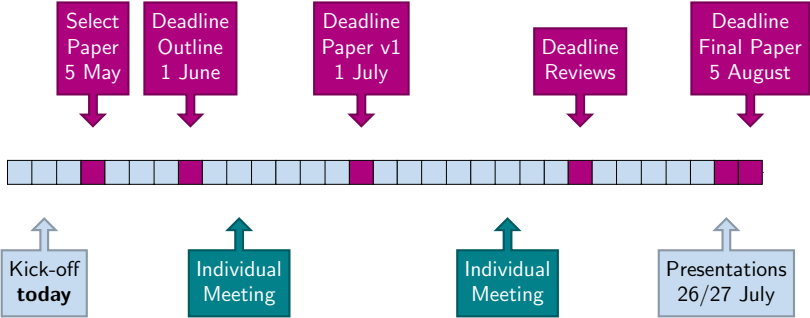 Select
Paper
5 May
Deadline
Outline
1 June
Deadline
Paper v1
1 July
Deadline
Reviews
Deadline
Final Paper
5 August
Kick-off
today
Individual
Meeting
Individual
Meeting
Presentations
26/27 July